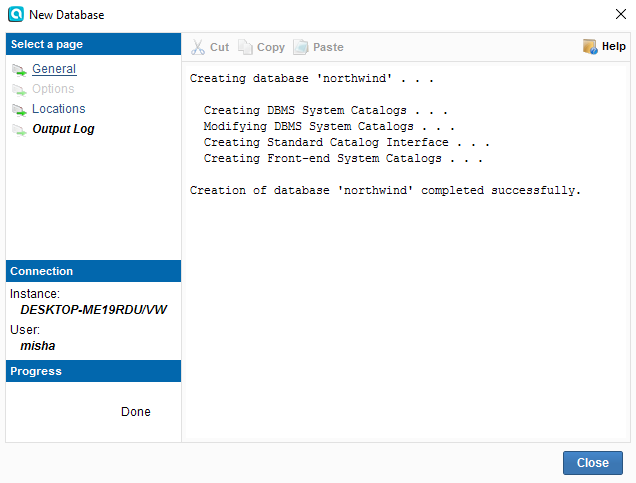 New Database
Select a page
General
Options
Locations
Output Log
Connection
Instance:
DESKTOP-ME19RDU/VW
User:
misha
Progress
Done
Cut Copy Paste Help
Creating database 'northwind' . . .
Creating DBMS System Catalogs . . .
Modifying DBMS System Catalogs . . .
Creating Standard Catalog Interface . . .
Creating Front-end System Catalogs . . .
Creation of database 'northwind' completed successfully.
Close